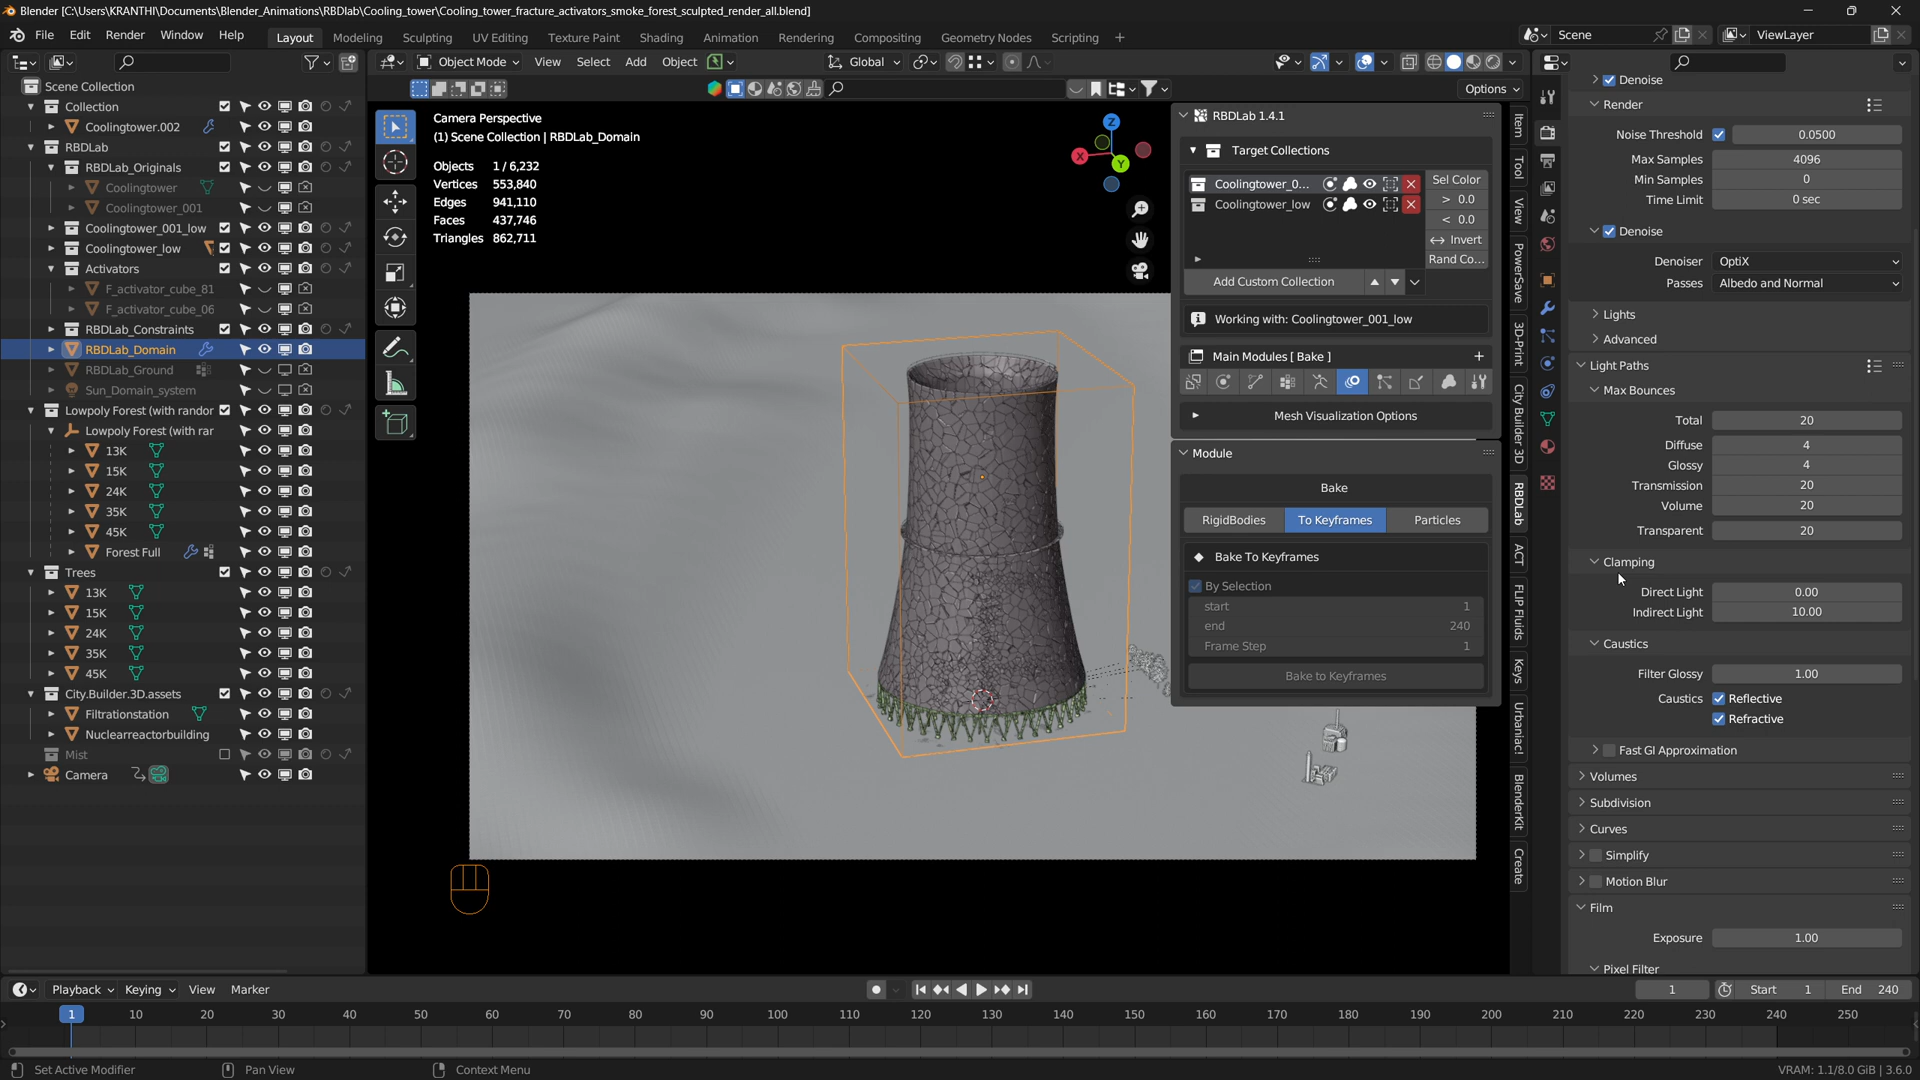 Blender [C:\Users\KRANTHI\Documents\Blender_Animations\RBDlab\Cooling_tower\Cooling_tower_fracture_activators_smoke_forest_sculpted_render_all.blend]
File Edit Render Window Help Layout Modeling Sculpting UV Editing Texture Paint Shading Animation Rendering Compositing Geometry Nodes Scripting + Scene ViewLayer
Object Mode View Select Add Object Global
Options
Scene Collection
Collection
Coolingtower.002
RBDLab
RBDLab_Originals
Coolingtower
Coolingtower_001
Coolingtower_001_low
Coolingtower_low
Activators
F_activator_cube_81
F_activator_cube_06
RBDLab_Constraints
RBDLab_Domain
RBDLab_Ground
Sun_Domain_system
Lowpoly Forest (with randor
Lowpoly Forest (with rar
13K
15K
24K
35K
45K
Forest Full
Trees
13K
15K
24K
35K
45K
City.Builder.3D.assets
Filtrationstation
Nuclearreactorbuilding
Mist
Camera
Camera Perspective
(1) Scene Collection | RBDLab_Domain
Objects 1 / 6,232
Vertices 553,840
Edges 941,110
Faces 437,746
Triangles 862,711
X
Y
Z
RBDLab 1.4.1
Target Collections
Coolingtower_0...
Coolingtower_low
Sel Color
> 0.0
< 0.0
Invert
Rand Co...
Add Custom Collection
Working with: Coolingtower_001_low
Main Modules [ Bake ]
Mesh Visualization Options
Module
Bake
RigidBodies To Keyframes Particles
Bake To Keyframes
By Selection
start 1
end 240
Frame Step 1
Bake to Keyframes
Item
Tool
View
PowerSave
3D-Print
City Builder 3D
RBDLab
ACT
FLIP Fluids
Keys
Urbaniac!
BlenderKit
Create
Denoise
Render
Noise Threshold 0.0500
Max Samples 4096
Min Samples 0
Time Limit 0 sec
Denoise
Denoiser OptiX
Passes Albedo and Normal
Lights
Advanced
Light Paths
Max Bounces
Total 20
Diffuse 4
Glossy 4
Transmission 20
Volume 20
Transparent 20
Clamping
Direct Light 0.00
Indirect Light 10.00
Caustics
Filter Glossy 1.00
Caustics Reflective
Refractive
Fast GI Approximation
Volumes
Subdivision
Curves
Simplify
Motion Blur
Film
Exposure 1.00
Pixel Filter
Playback Keying View Marker 1 Start 1 End 240
1 10 20 30 40 50 60 70 80 90 100 110 120 130 140 150 160 170 180 190 200 210 220 230 240 250
Set Active Modifier Pan View Context Menu VRAM: 1.1/8.0 GiB | 3.6.0